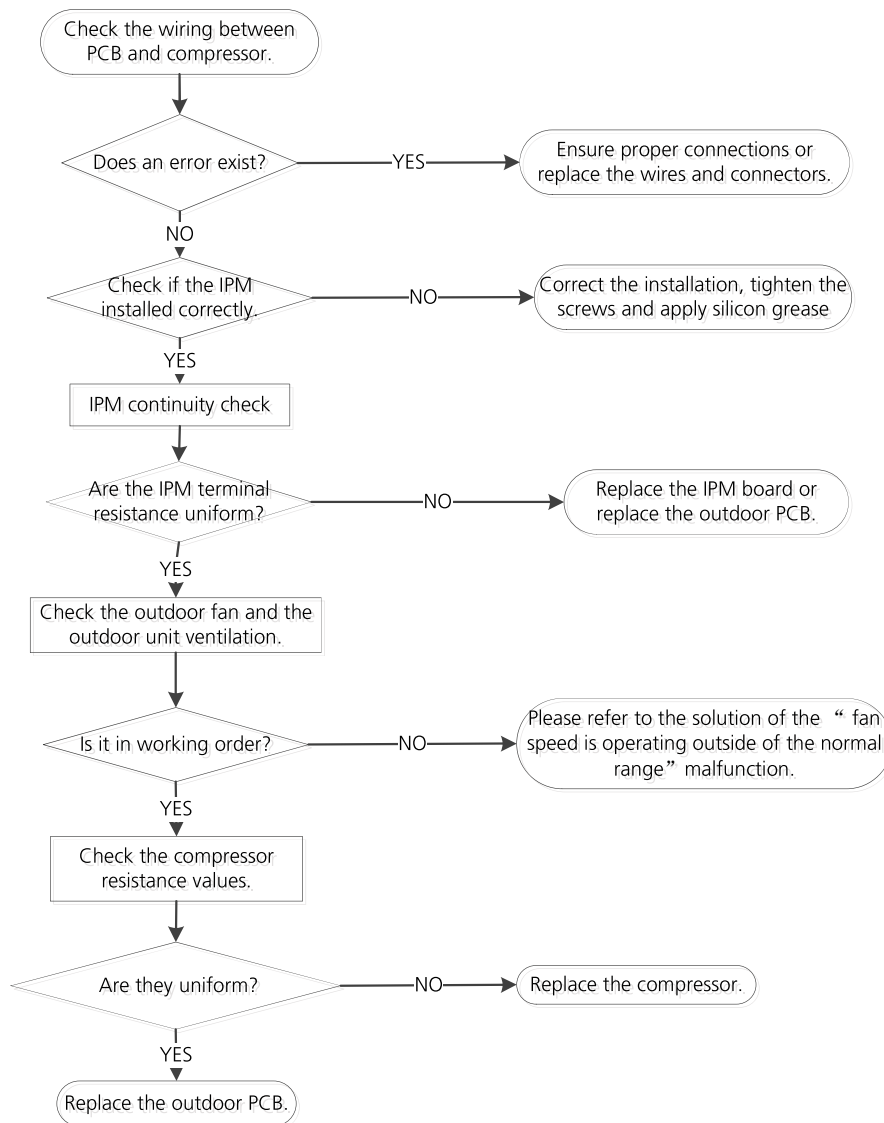 Check the wiring between
PCB and compressor.
Does an error exist?
YES
Ensure proper connections or
replace the wires and connectors.
NO
Check if the IPM
installed correctly.
NO
Correct the installation, tighten the
screws and apply silicon grease
YES
IPM continuity check
Are the IPM terminal
resistance uniform?
NO
Replace the IPM board or
replace the outdoor PCB.
YES
Check the outdoor fan and the
outdoor unit ventilation.
Is it in working order?
NO
Please refer to the solution of the “ fan
speed is operating outside of the normal
range” malfunction.
YES
Check the compressor
resistance values.
Are they uniform?
NO
Replace the compressor.
YES
Replace the outdoor PCB.